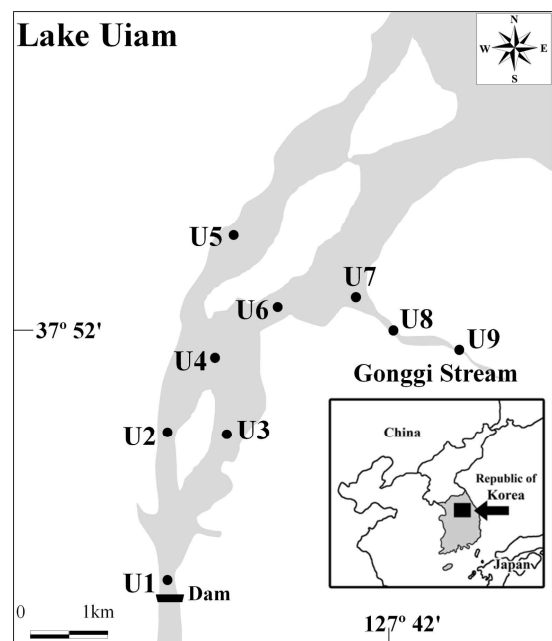 Lake Uiam
N
W E
S
U5
U7
U6
U8
37° 52'
U9
U4
Gonggi Stream
U2
U3
China
Republic of
Korea
Japan
U1
Dam
0 1km
127° 42'